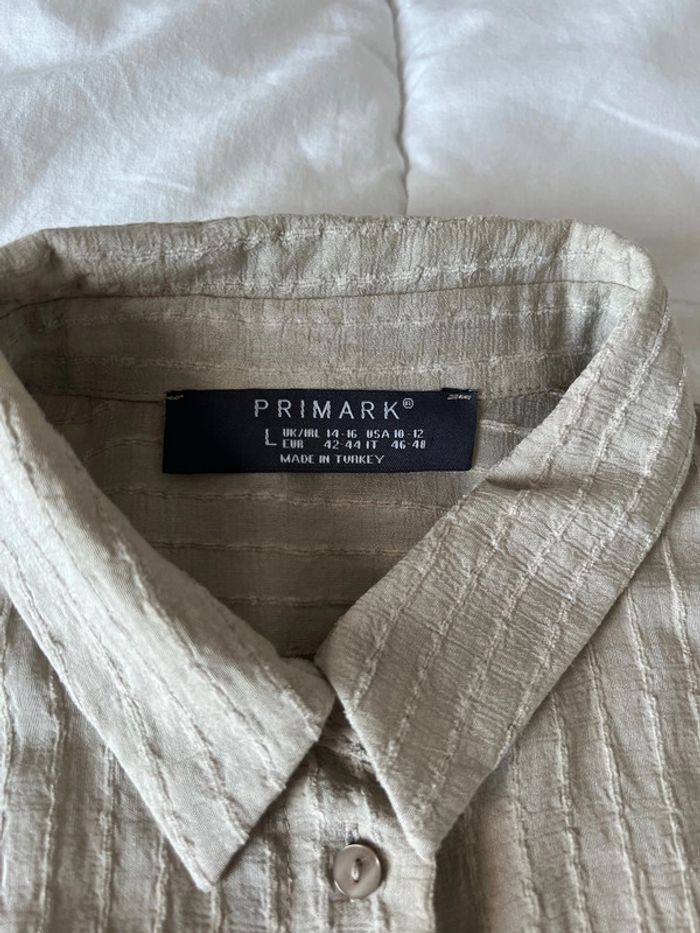 PRIMARK®
L UK/IRL 14-16 USA 10-12
EUR 42-44 IT 46-48
MADE IN TURKEY